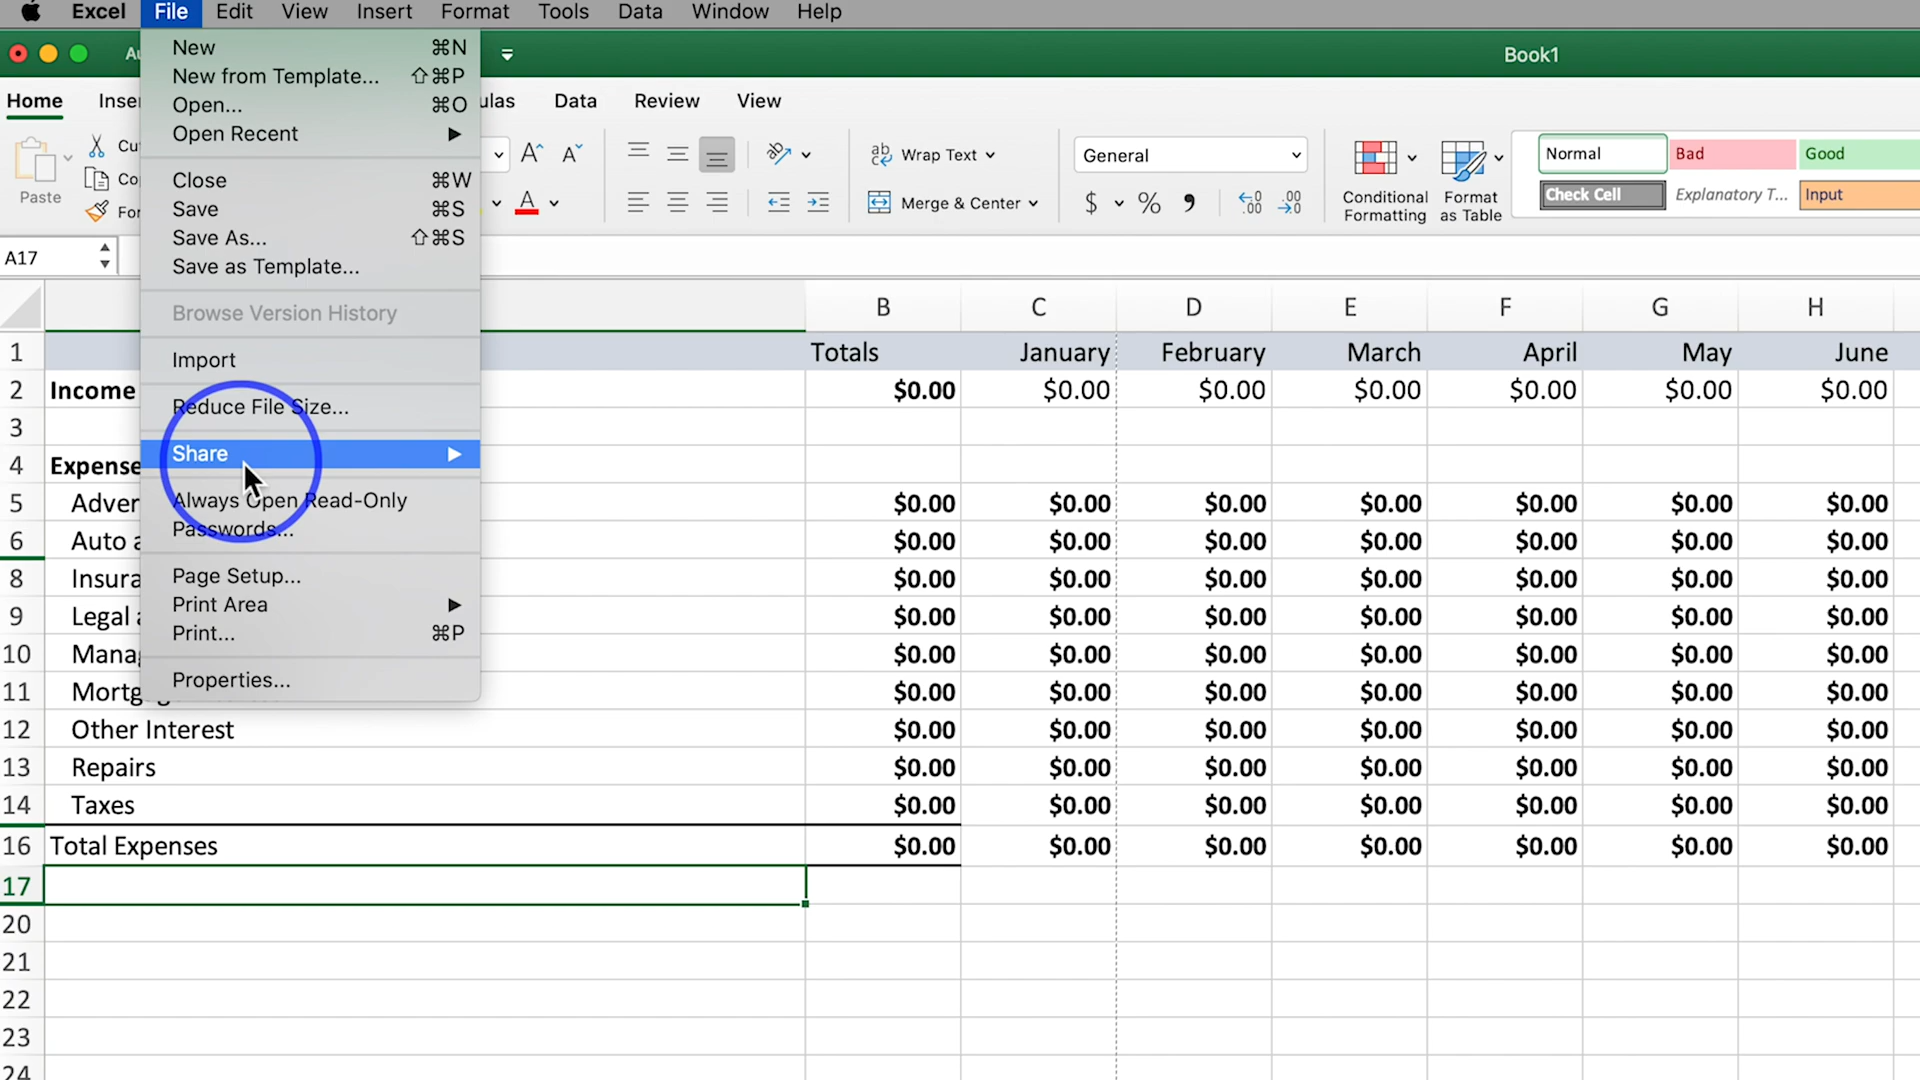 Excel File Edit View Insert Format Tools Data Window Help
Book1
New ⌘N
New from Template... ⇧⌘P
Open... ⌘O
Open Recent ▶
Close ⌘W
Save ⌘S
Save As... ⇧⌘S
Save as Template...
Browse Version History
Import
Reduce File Size...
Share ▶
Always Open Read-Only
Passwords...
Page Setup...
Print Area ▶
Print... ⌘P
Properties...
Home Inser ulas Data Review View
Paste
Cu
Co
For
A A
A
ab Wrap Text
Merge & Center
General
$ % 9
Conditional Formatting
Format as Table
Normal Bad Good
Check Cell Explanatory T... Input
A17
B C D E F G H
1 Totals January February March April May June
2 Income $0.00 $0.00 $0.00 $0.00 $0.00 $0.00 $0.00
3
4 Expense
5 Adver $0.00 $0.00 $0.00 $0.00 $0.00 $0.00 $0.00
6 Auto a $0.00 $0.00 $0.00 $0.00 $0.00 $0.00 $0.00
8 Insura $0.00 $0.00 $0.00 $0.00 $0.00 $0.00 $0.00
9 Legal a $0.00 $0.00 $0.00 $0.00 $0.00 $0.00 $0.00
10 Mana $0.00 $0.00 $0.00 $0.00 $0.00 $0.00 $0.00
11 Mortg $0.00 $0.00 $0.00 $0.00 $0.00 $0.00 $0.00
12 Other Interest $0.00 $0.00 $0.00 $0.00 $0.00 $0.00 $0.00
13 Repairs $0.00 $0.00 $0.00 $0.00 $0.00 $0.00 $0.00
14 Taxes $0.00 $0.00 $0.00 $0.00 $0.00 $0.00 $0.00
16 Total Expenses $0.00 $0.00 $0.00 $0.00 $0.00 $0.00 $0.00
17
20
21
22
23
24